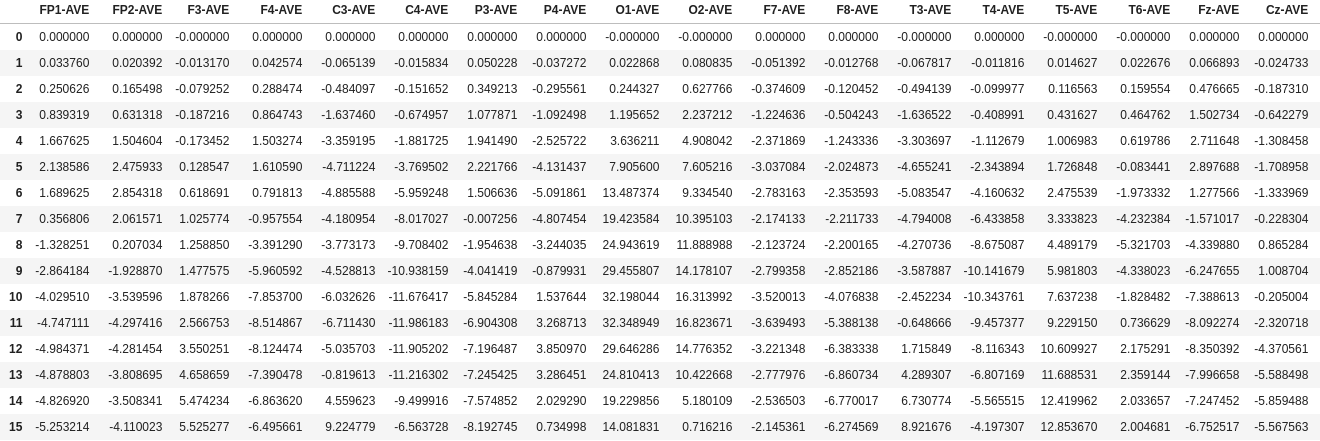 FP1-AVE FP2-AVE F3-AVE F4-AVE C3-AVE C4-AVE P3-AVE P4-AVE O1-AVE O2-AVE F7-AVE F8-AVE T3-AVE T4-AVE T5-AVE T6-AVE Fz-AVE Cz-AVE
0 0.000000 0.000000 -0.000000 0.000000 0.000000 0.000000 0.000000 0.000000 -0.000000 -0.000000 0.000000 0.000000 -0.000000 0.000000 -0.000000 -0.000000 0.000000 0.000000
1 0.033760 0.020392 -0.013170 0.042574 -0.065139 -0.015834 0.050228 -0.037272 0.022868 0.080835 -0.051392 -0.012768 -0.067817 -0.011816 0.014627 0.022676 0.066893 -0.024733
2 0.250626 0.165498 -0.079252 0.288474 -0.484097 -0.151652 0.349213 -0.295561 0.244327 0.627766 -0.374609 -0.120452 -0.494139 -0.099977 0.116563 0.159554 0.476665 -0.187310
3 0.839319 0.631318 -0.187216 0.864743 -1.637460 -0.674957 1.077871 -1.092498 1.195652 2.237212 -1.224636 -0.504243 -1.636522 -0.408991 0.431627 0.464762 1.502734 -0.642279
4 1.667625 1.504604 -0.173452 1.503274 -3.359195 -1.881725 1.941490 -2.525722 3.636211 4.908042 -2.371869 -1.243336 -3.303697 -1.112679 1.006983 0.619786 2.711648 -1.308458
5 2.138586 2.475933 0.128547 1.610590 -4.711224 -3.769502 2.221766 -4.131437 7.905600 7.605216 -3.037084 -2.024873 -4.655241 -2.343894 1.726848 -0.083441 2.897688 -1.708958
6 1.689625 2.854318 0.618691 0.791813 -4.885588 -5.959248 1.506636 -5.091861 13.487374 9.334540 -2.783163 -2.353593 -5.083547 -4.160632 2.475539 -1.973332 1.277566 -1.333969
7 0.356806 2.061571 1.025774 -0.957554 -4.180954 -8.017027 -0.007256 -4.807454 19.423584 10.395103 -2.174133 -2.211733 -4.794008 -6.433858 3.333823 -4.232384 -1.571017 -0.228304
8 -1.328251 0.207034 1.258850 -3.391290 -3.773173 -9.708402 -1.954638 -3.244035 24.943619 11.888988 -2.123724 -2.200165 -4.270736 -8.675087 4.489179 -5.321703 -4.339880 0.865284
9 -2.864184 -1.928870 1.477575 -5.960592 -4.528813 -10.938159 -4.041419 -0.879931 29.455807 14.178107 -2.799358 -2.852186 -3.587887 -10.141679 5.981803 -4.338023 -6.247655 1.008704
10 -4.029510 -3.539596 1.878266 -7.853700 -6.032626 -11.676417 -5.845284 1.537644 32.198044 16.313992 -3.520013 -4.076838 -2.452234 -10.343761 7.637238 -1.828482 -7.388613 -0.205004
11 -4.747111 -4.297416 2.566753 -8.514867 -6.711430 -11.986183 -6.904308 3.268713 32.348949 16.823671 -3.639493 -5.388138 -0.648666 -9.457377 9.229150 0.736629 -8.092274 -2.320718
12 -4.984371 -4.281454 3.550251 -8.124474 -5.035703 -11.905202 -7.196487 3.850970 29.646286 14.776352 -3.221348 -6.383338 1.715849 -8.116343 10.609927 2.175291 -8.350392 -4.370561
13 -4.878803 -3.808695 4.658659 -7.390478 -0.819613 -11.216302 -7.245425 3.286451 24.810413 10.422668 -2.777976 -6.860734 4.289307 -6.807169 11.688531 2.359144 -7.996658 -5.588498
14 -4.826920 -3.508341 5.474234 -6.863620 4.559623 -9.499916 -7.574852 2.029290 19.229856 5.180109 -2.536503 -6.770017 6.730774 -5.565515 12.419962 2.033657 -7.247452 -5.859488
15 -5.253214 -4.110023 5.525277 -6.495661 9.224779 -6.563728 -8.192745 0.734998 14.081831 0.716216 -2.145361 -6.274569 8.921676 -4.197307 12.853670 2.004681 -6.752517 -5.567563